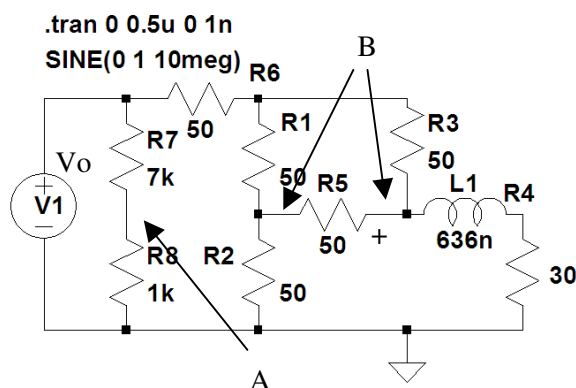 .tran 0 0.5u 0 1n
SINE(0 1 10meg)
B
R6
50
R7
7k
R1
50
R3
50
Vo
V1
R5
50
+
L1
636n
R4
30
R8
1k
R2
50
A